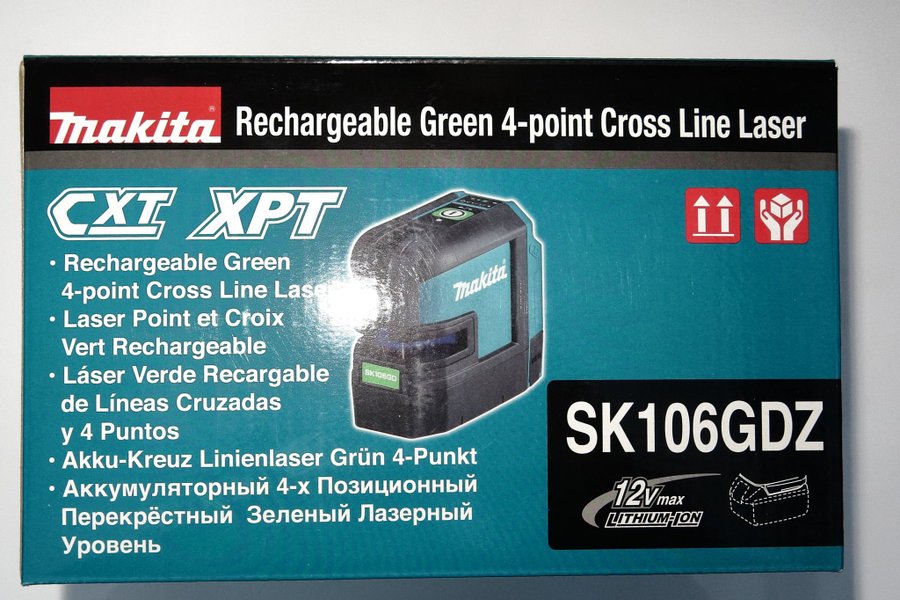 makita® Rechargeable Green 4-point Cross Line Laser
CXT XPT
• Rechargeable Green
4-point Cross Line Laser
• Laser Point et Croix
Vert Rechargeable
• Láser Verde Recargable
de Líneas Cruzadas
y 4 Puntos
• Akku-Kreuz Linienlaser Grün 4-Punkt
• Аккумуляторный 4-х Позиционный
Перекрёстный Зеленый Лазерный
Уровень
makita
SK106GD
SK106GDZ
12Vmax
LITHIUM-ION